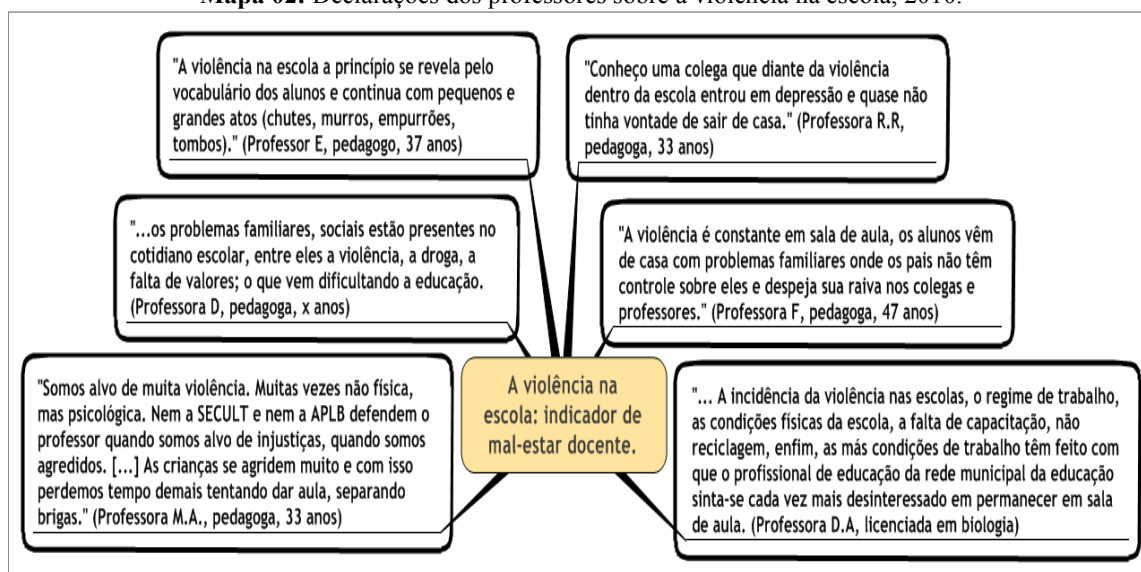 Mapa 02: Declarações dos professores sobre a violência na escola, 2010.
"A violência na escola a princípio se revela pelo
vocabulário dos alunos e continua com pequenos e
grandes atos (chutes, murros, empurrões,
tombos)." (Professor E, pedagogo, 37 anos)
"Conheço uma colega que diante da violência
dentro da escola entrou em depressão e quase não
tinha vontade de sair de casa." (Professora R.R,
pedagoga, 33 anos)
"...os problemas familiares, sociais estão presentes no
cotidiano escolar, entre eles a violência, a droga, a
falta de valores; o que vem dificultando a educação.
(Professora D, pedagoga, x anos)
"A violência é constante em sala de aula, os alunos vêm
de casa com problemas familiares onde os pais não têm
controle sobre eles e despeja sua raiva nos colegas e
professores." (Professora F, pedagoga, 47 anos)
"Somos alvo de muita violência. Muitas vezes não física,
mas psicológica. Nem a SECULT e nem a APLB defendem o
professor quando somos alvo de injustiças, quando somos
agredidos. [...] As crianças se agridem muito e com isso
perdemos tempo demais tentando dar aula, separando
brigas." (Professora M.A., pedagoga, 33 anos)
A violência na
escola: indicador de
mal-estar docente.
"... A incidência da violência nas escolas, o regime de trabalho,
as condições físicas da escola, a falta de capacitação, não
reciclagem, enfim, as más condições de trabalho têm feito com
que o profissional de educação da rede municipal da educação
sinta-se cada vez mais desinteressado em permanecer em sala
de aula. (Professora D.A, licenciada em biologia)